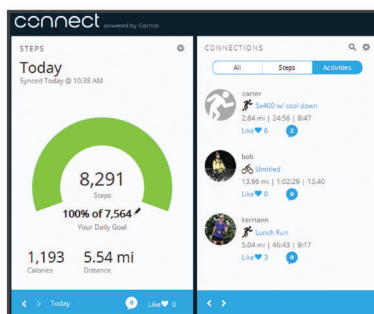 connect powered by Garmin
STEPS
Today
Synced Today @ 10:38 AM
8,291
Steps
100% of 7,564
Your Daily Goal
1,193
Calories
5.54 mi
Distance
Today
0
Like 0
CONNECTIONS
All
Steps
Activities
carter
5x400 w/ cool down
2.84 mi | 24:56 | 8:47
Like 6
2
bob
Untitled
13.96 mi | 1:02:29 | 13.40
Like 0
0
kerriann
Lunch Run
5.04 mi | 46:43 | 9:17
Like 3
0